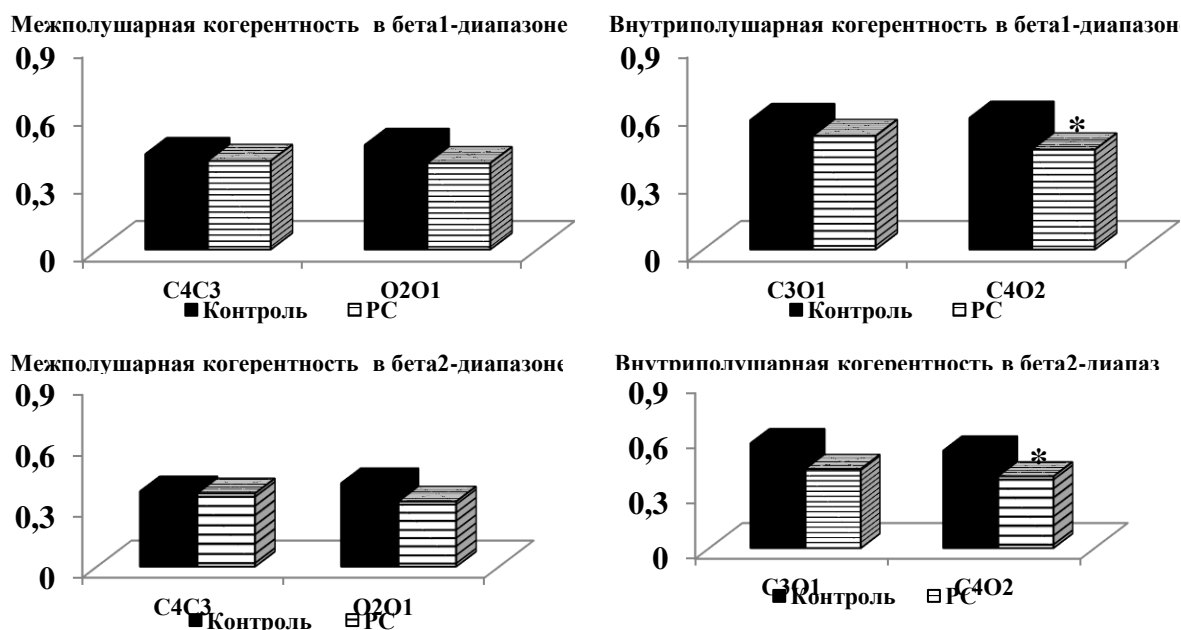 Межполушарная когерентность в бета1-диапазоне
0,9
0,6
0,3
0
C4C3 O2O1
Контроль РС
Внутриполушарная когерентность в бета1-диапазон
0,9
0,6
0,3
0
*
C3O1 C4O2
Контроль РС
Межполушарная когерентность в бета2-диапазоне
0,9
0,6
0,3
0
C4C3 O2O1
Контроль РС
Внутриполушарная когерентность в бета2-диапаз
0,9
0,6
0,3
0
*
C3O1 C4O2
Контроль РС